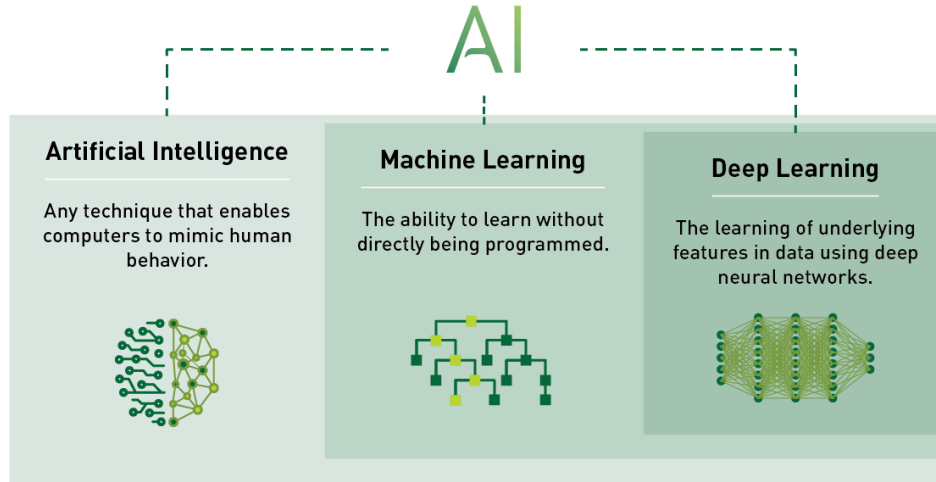 AI
Artificial Intelligence
Any technique that enables
computers to mimic human
behavior.
Machine Learning
The ability to learn without
directly being programmed.
Deep Learning
The learning of underlying
features in data using deep
neural networks.